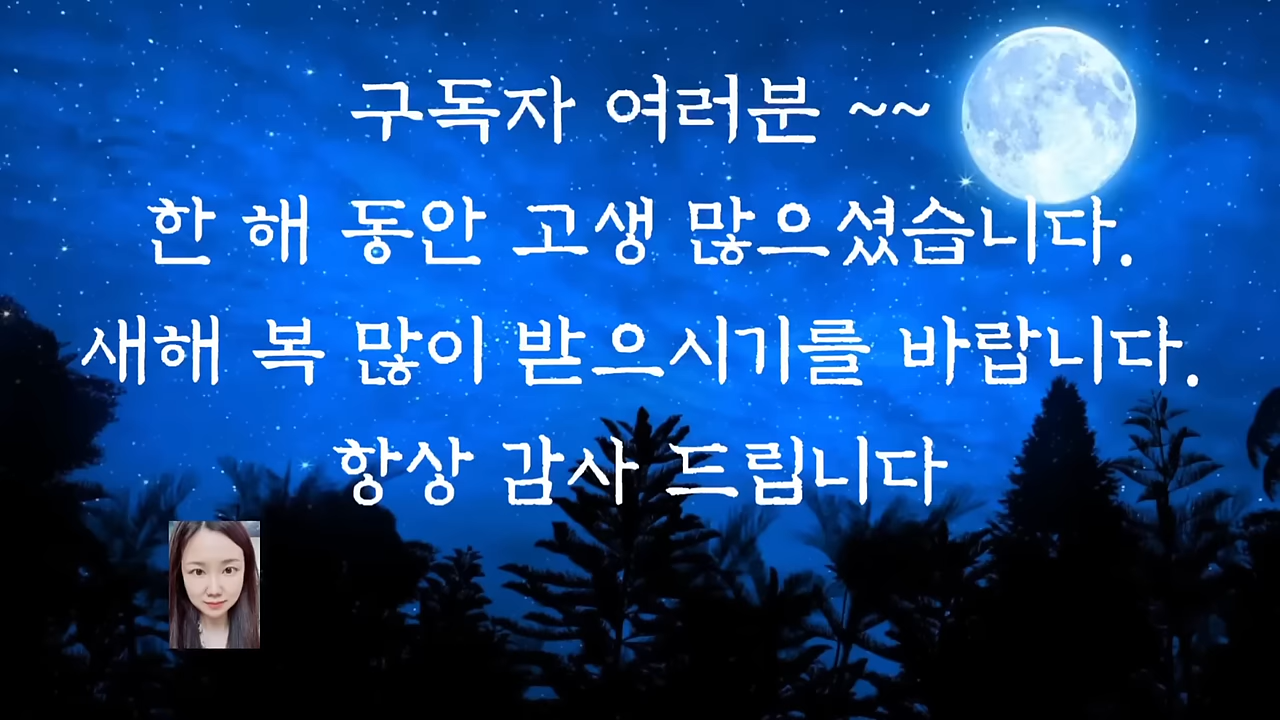 구독자 여러분 ~~
한 해 동안 고생 많으셨습니다.
새해 복 많이 받으시기를 바랍니다.
항상 감사 드립니다